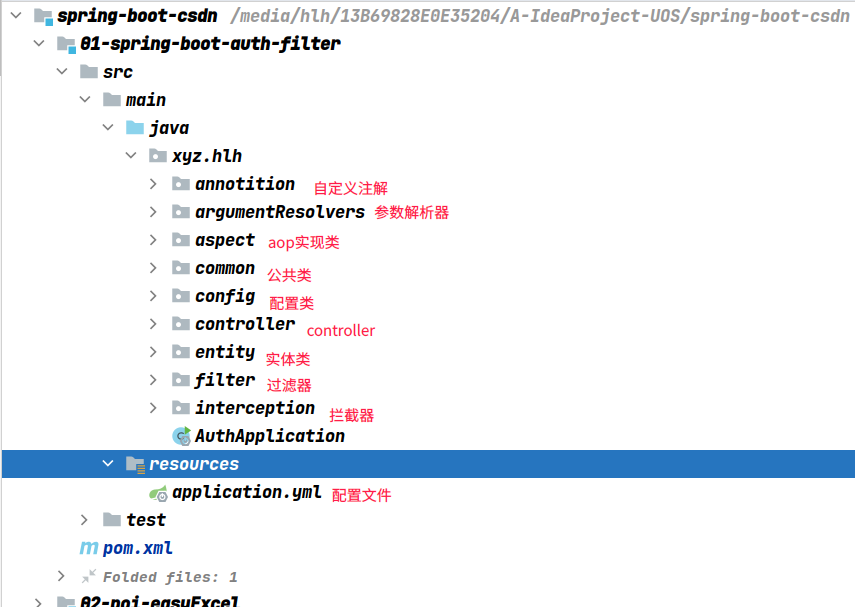 spring-boot-csdn /media/hlh/13B69828E0E35204/A-IdeaProject-UOS/spring-boot-csdn
01-spring-boot-auth-filter
src
main
java
xyz.hlh
annotition 自定义注解
argumentResolvers 参数解析器
aspect aop实现类
common 公共类
config 配置类
controller controller
entity 实体类
filter 过滤器
interception 拦截器
AuthApplication
resources
application.yml 配置文件
test
pom.xml
Folded files: 1
02-poi-easyExcel